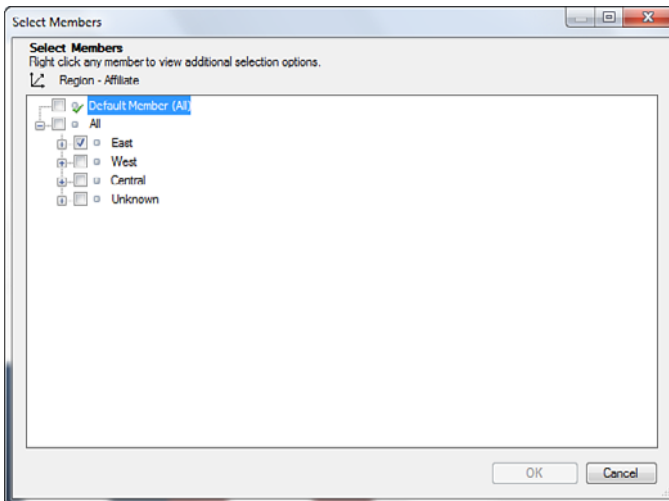 Select Members
Select Members
Right click any member to view additional selection options.
Region - Affiliate
Default Member (All)
All
East
West
Central
Unknown
OK
Cancel